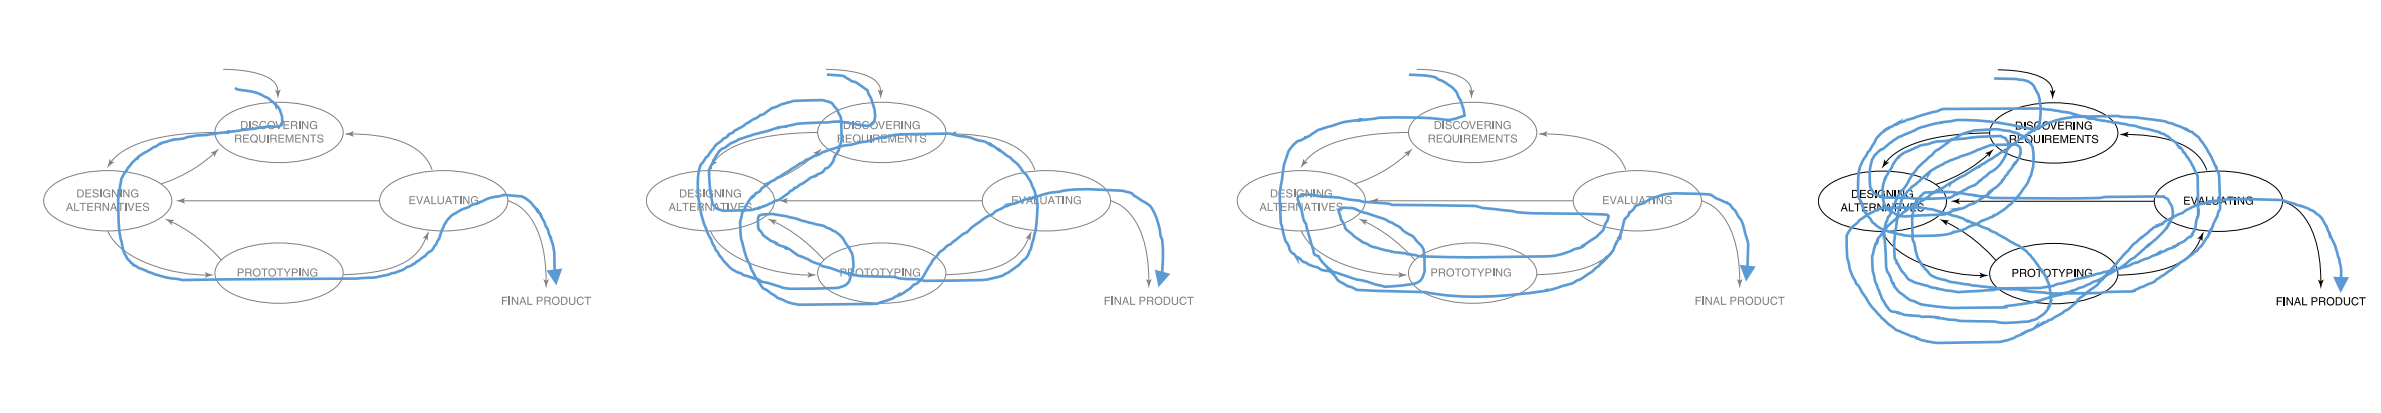 DISCOVERING
REQUIREMENTS
DESIGNING
ALTERNATIVES
EVALUATING
PROTOTYPING
FINAL PRODUCT
DISCOVERING
REQUIREMENTS
DESIGNING
ALTERNATIVES
EVALUATING
PROTOTYPING
FINAL PRODUCT
DISCOVERING
REQUIREMENTS
DESIGNING
ALTERNATIVES
EVALUATING
PROTOTYPING
FINAL PRODUCT
DISCOVERING
REQUIREMENTS
DESIGNING
ALTERNATIVES
EVALUATING
PROTOTYPING
FINAL PRODUCT